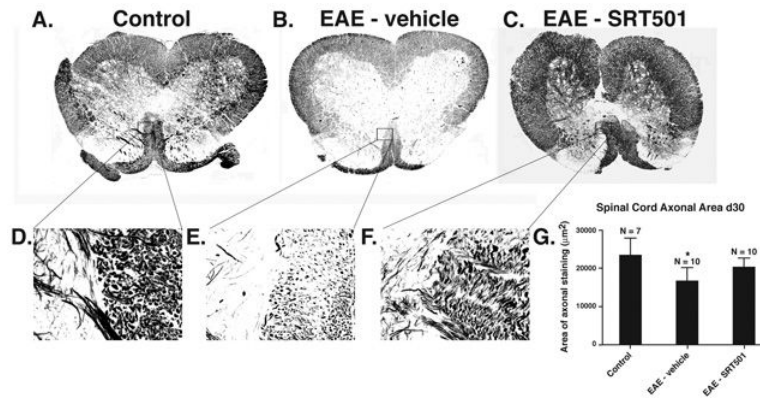 A. Control
B. EAE - vehicle
C. EAE - SRT501
D.
E.
F.
G.
Spinal Cord Axonal Area d30
Area of axonal staining (µm²)
30000
20000
10000
0
N = 7
*
N = 10
N = 10
Control
EAE - vehicle
EAE - SRT501